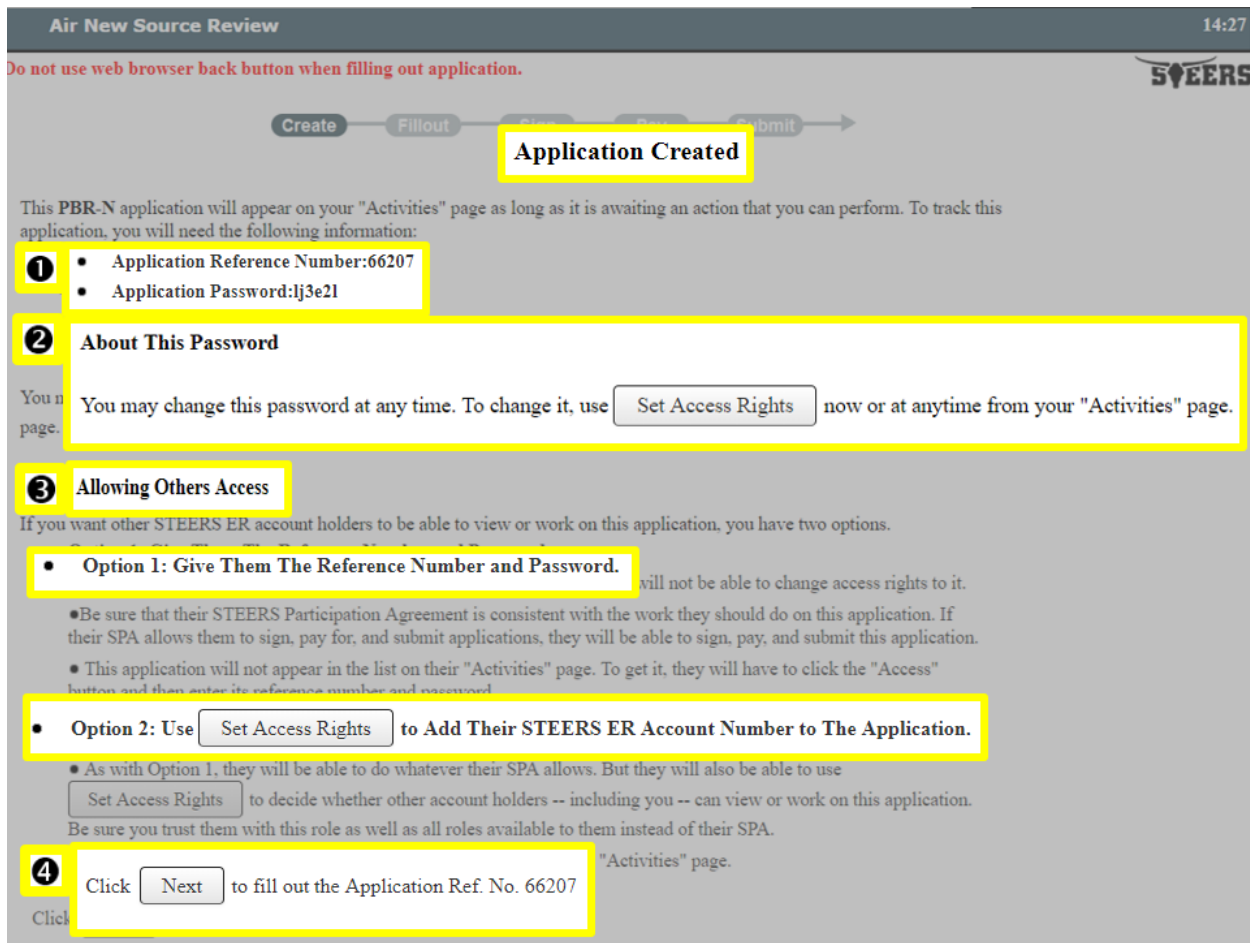 Air New Source Review 14:27
Do not use web browser back button when filling out application.
STEERS
Create Fillout Sign Pay Submit
Application Created
This PBR-N application will appear on your "Activities" page as long as it is awaiting an action that you can perform. To track this
application, you will need the following information:
❶ • Application Reference Number:66207
• Application Password:lj3e2l
❷ About This Password
You may change this password at any time. To change it, use Set Access Rights now or at anytime from your "Activities" page.
page.
❸ Allowing Others Access
If you want other STEERS ER account holders to be able to view or work on this application, you have two options.
• Option 1: Give Them The Reference Number and Password.
will not be able to change access rights to it.
•Be sure that their STEERS Participation Agreement is consistent with the work they should do on this application. If
their SPA allows them to sign, pay for, and submit applications, they will be able to sign, pay, and submit this application.
• This application will not appear in the list on their "Activities" page. To get it, they will have to click the "Access"
button and then enter its reference number and password
• Option 2: Use Set Access Rights to Add Their STEERS ER Account Number to The Application.
• As with Option 1, they will be able to do whatever their SPA allows. But they will also be able to use
Set Access Rights to decide whether other account holders -- including you -- can view or work on this application.
Be sure you trust them with this role as well as all roles available to them instead of their SPA.
"Activities" page.
❹ Click Next to fill out the Application Ref. No. 66207
Click